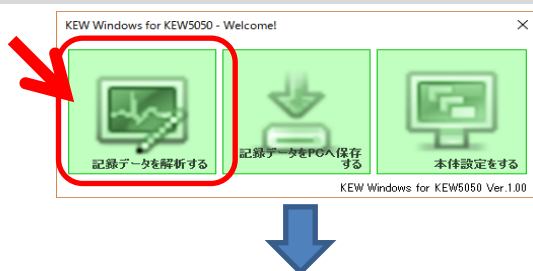 KEW Windows for KEW5050 - Welcome!
記録データを解析する
記録データをPCへ保存
する
本体設定をする
KEW Windows for KEW5050 Ver.1.00